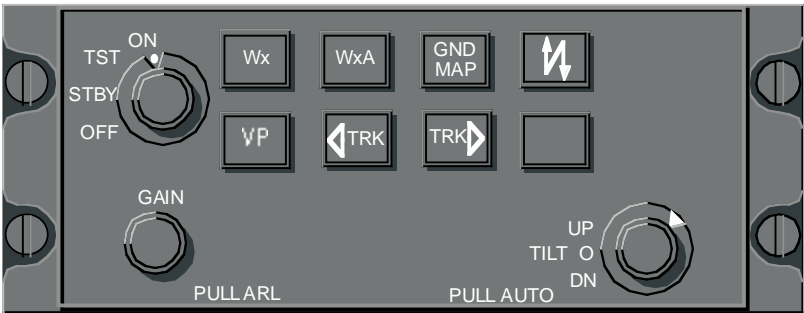 ON
TST
STBY
OFF
Wx
WxA
GND
MAP
VP
TRK
TRK
GAIN
UP
TILT O
DN
PULL ARL
PULL AUTO